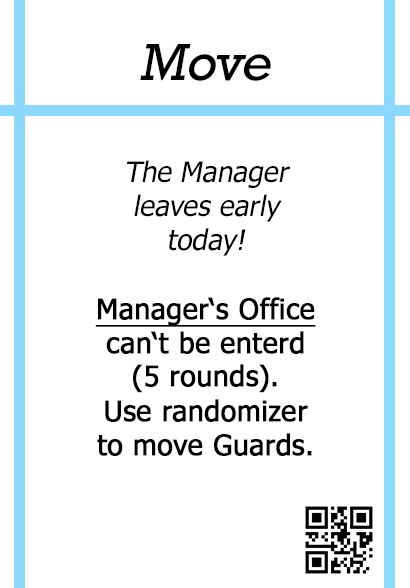 Move
The Manager
leaves early
today!
Manager‘s Office
can‘t be enterd
(5 rounds).
Use randomizer
to move Guards.